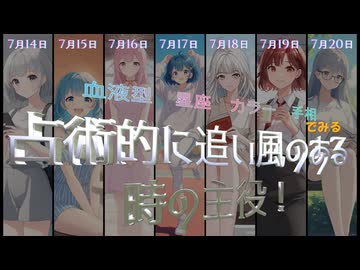 7月14日 7月15日 7月16日 7月17日 7月18日 7月19日 7月20日
血液型 星座 カラー 手相
でみる
占術的に追い風のある
時の主役！